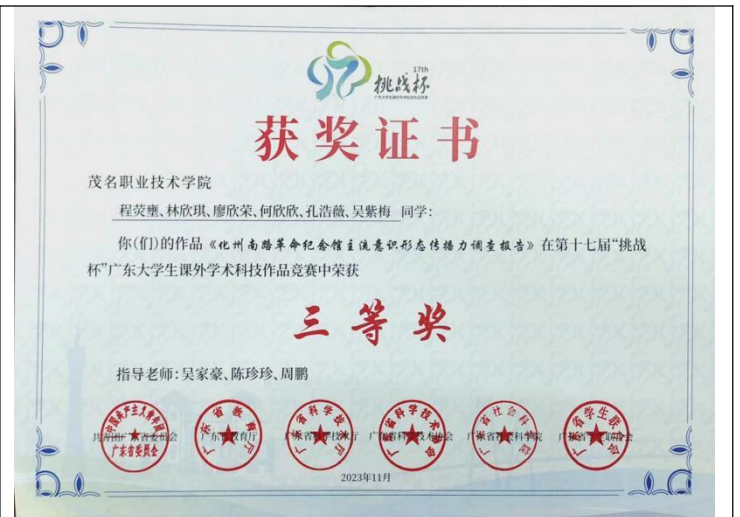 17th
挑战杯
获奖证书
茂名职业技术学院
程荧壅、林欣琪、廖欣荣、何欣欣、孔浩薇、吴紫梅 同学:
你(们)的作品《化州南路革命纪念馆主流意识形态传播力调查报告》在第十七届“挑战
杯”广东大学生课外学术科技作品竞赛中荣获
三等奖
指导老师:吴家豪、陈珍珍、周鹏
共青团广东省委员会 广东省教育厅 广东省科学技术厅 广东省科学技术协会 广东省社会科学院 广东省学生联合会
2023年11月